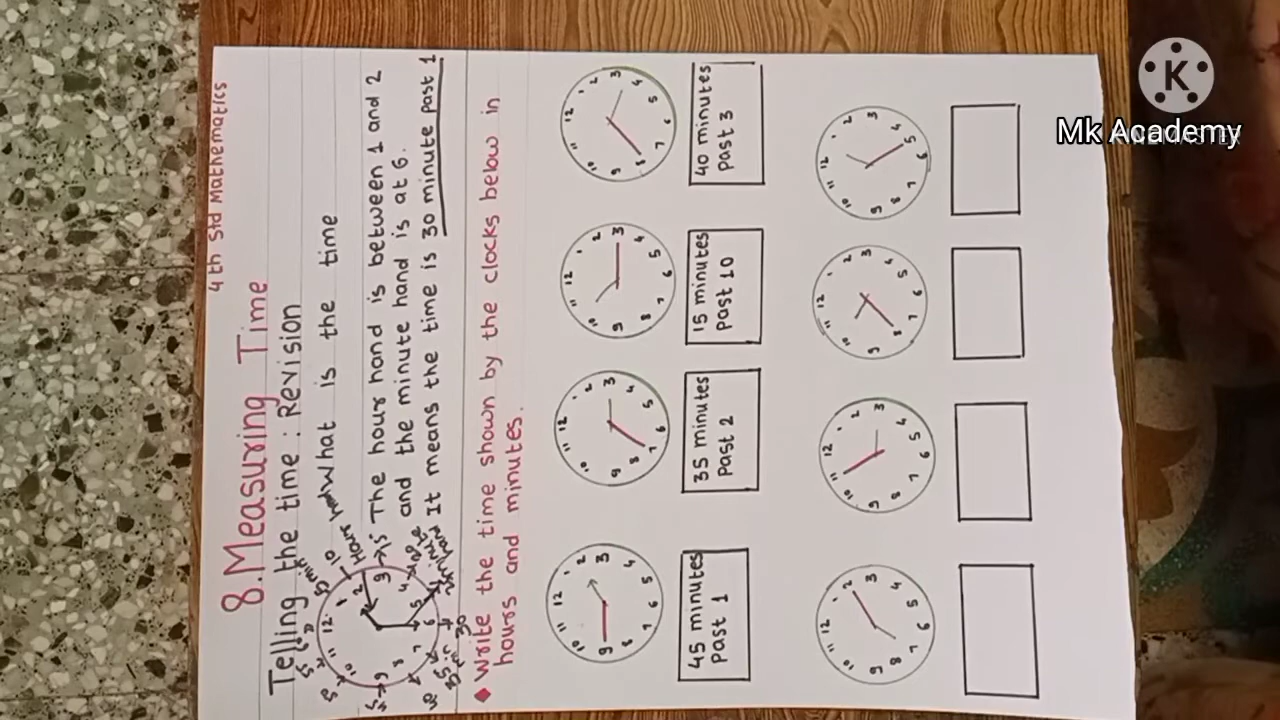 4th Std Mathematics
8.Measuring Time
Telling the time : Revision
What is the time
The hour hand is between 1 and 2
and the minute hand is at 6.
It means the time is 30 minute past 1
Write the time shown by the clocks below in
hours and minutes.
45 minutes
past 1
35 minutes
past 2
15 minutes
past 10
40 minutes
past 3
Mk Academy
KINEMASTER